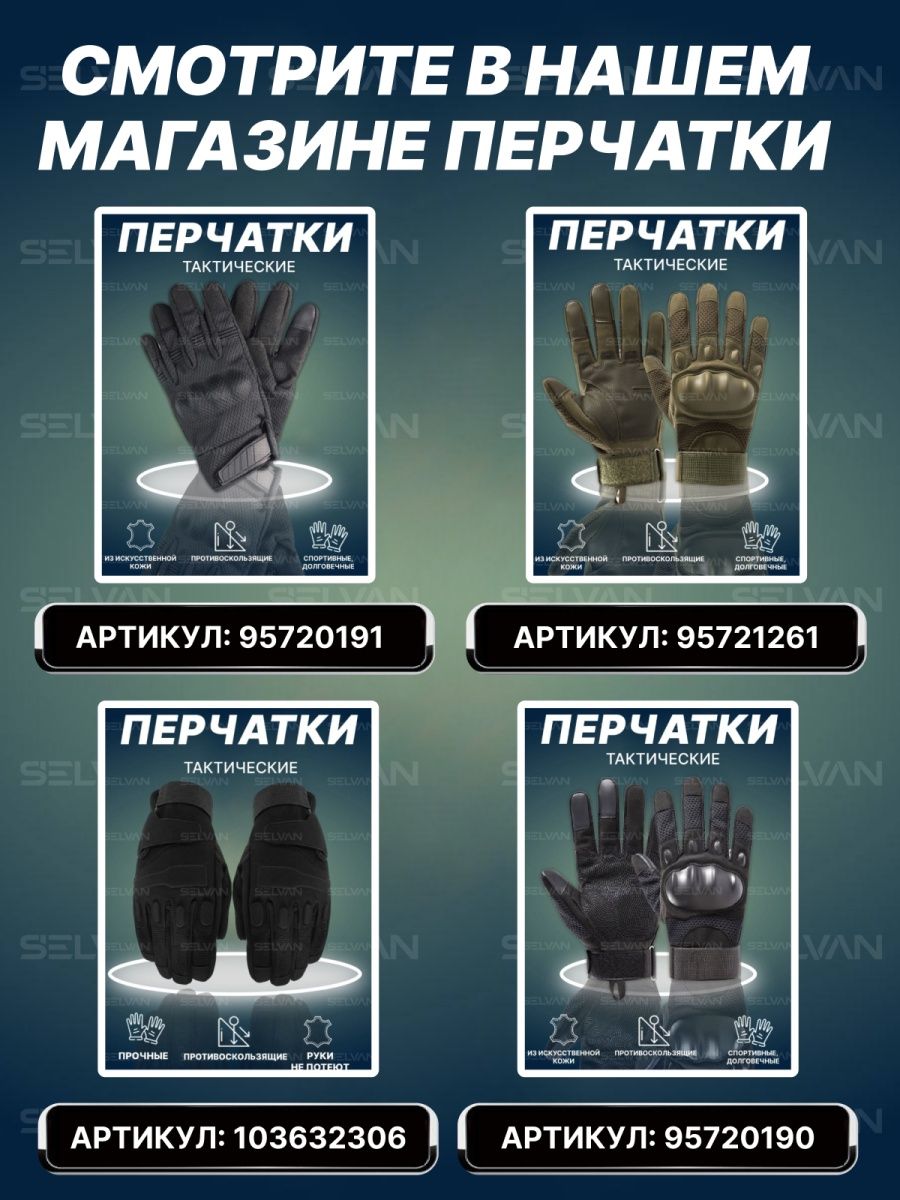 СМОТРИТЕ В НАШЕМ
МАГАЗИНЕ ПЕРЧАТКИ
SELVAN
ПЕРЧАТКИ
ТАКТИЧЕСКИЕ
ИЗ ИСКУССТВЕННОЙ
КОЖИ
ПРОТИВОСКОЛЬЗЯЩИЕ
СПОРТИВНЫЕ,
ДОЛГОВЕЧНЫЕ
АРТИКУЛ: 95720191
ПЕРЧАТКИ
ТАКТИЧЕСКИЕ
ИЗ ИСКУССТВЕННОЙ
КОЖИ
ПРОТИВОСКОЛЬЗЯЩИЕ
СПОРТИВНЫЕ,
ДОЛГОВЕЧНЫЕ
АРТИКУЛ: 95721261
ПЕРЧАТКИ
ТАКТИЧЕСКИЕ
ПРОЧНЫЕ
ПРОТИВОСКОЛЬЗЯЩИЕ
РУКИ
НЕ ПОТЕЮТ
АРТИКУЛ: 103632306
ПЕРЧАТКИ
ТАКТИЧЕСКИЕ
ИЗ ИСКУССТВЕННОЙ
КОЖИ
ПРОТИВОСКОЛЬЗЯЩИЕ
СПОРТИВНЫЕ,
ДОЛГОВЕЧНЫЕ
АРТИКУЛ: 95720190